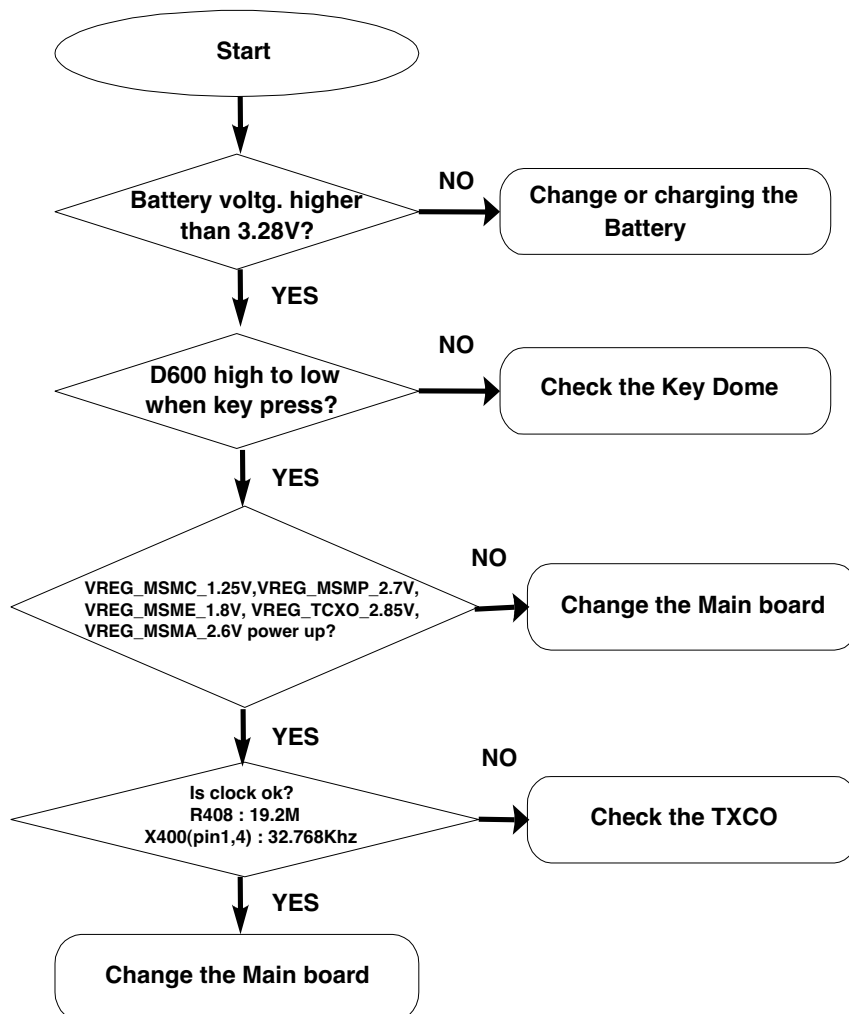 Start
Battery voltg. higher
than 3.28V?
NO
Change or charging the
Battery
YES
D600 high to low
when key press?
NO
Check the Key Dome
YES
VREG_MSMC_1.25V,VREG_MSMP_2.7V,
VREG_MSME_1.8V, VREG_TCXO_2.85V,
VREG_MSMA_2.6V power up?
NO
Change the Main board
YES
Is clock ok?
R408 : 19.2M
X400(pin1,4) : 32.768Khz
NO
Check the TXCO
YES
Change the Main board